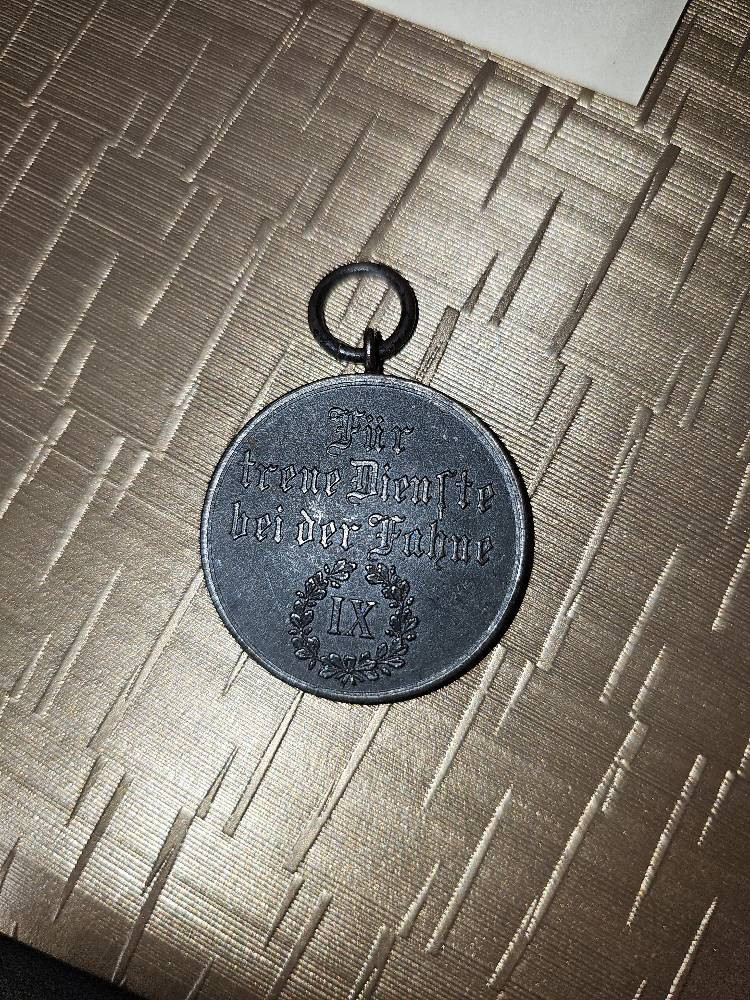 Für
treue Dienſte
bei der Fahne
IX